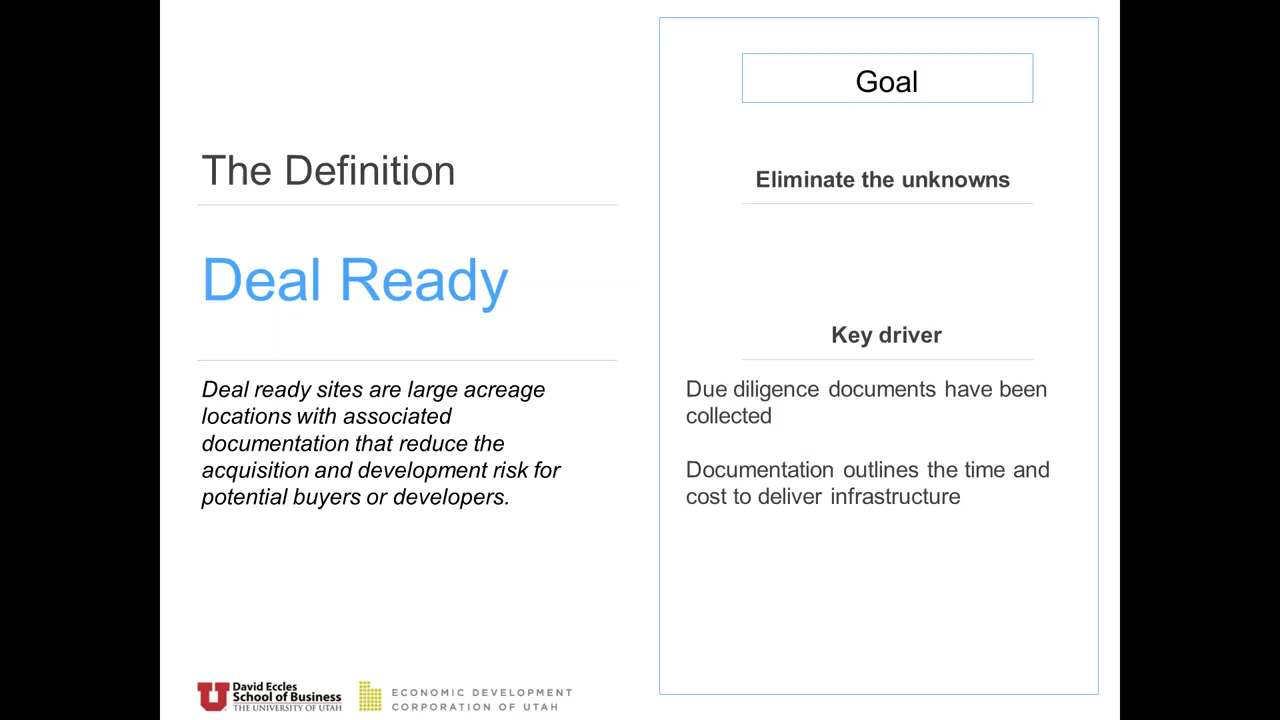 The Definition
Deal Ready
Deal ready sites are large acreage
locations with associated
documentation that reduce the
acquisition and development risk for
potential buyers or developers.
Goal
Eliminate the unknowns
Key driver
Due diligence documents have been
collected
Documentation outlines the time and
cost to deliver infrastructure
U
David Eccles
School of Business
THE UNIVERSITY OF UTAH
ECONOMIC DEVELOPMENT
CORPORATION OF UTAH